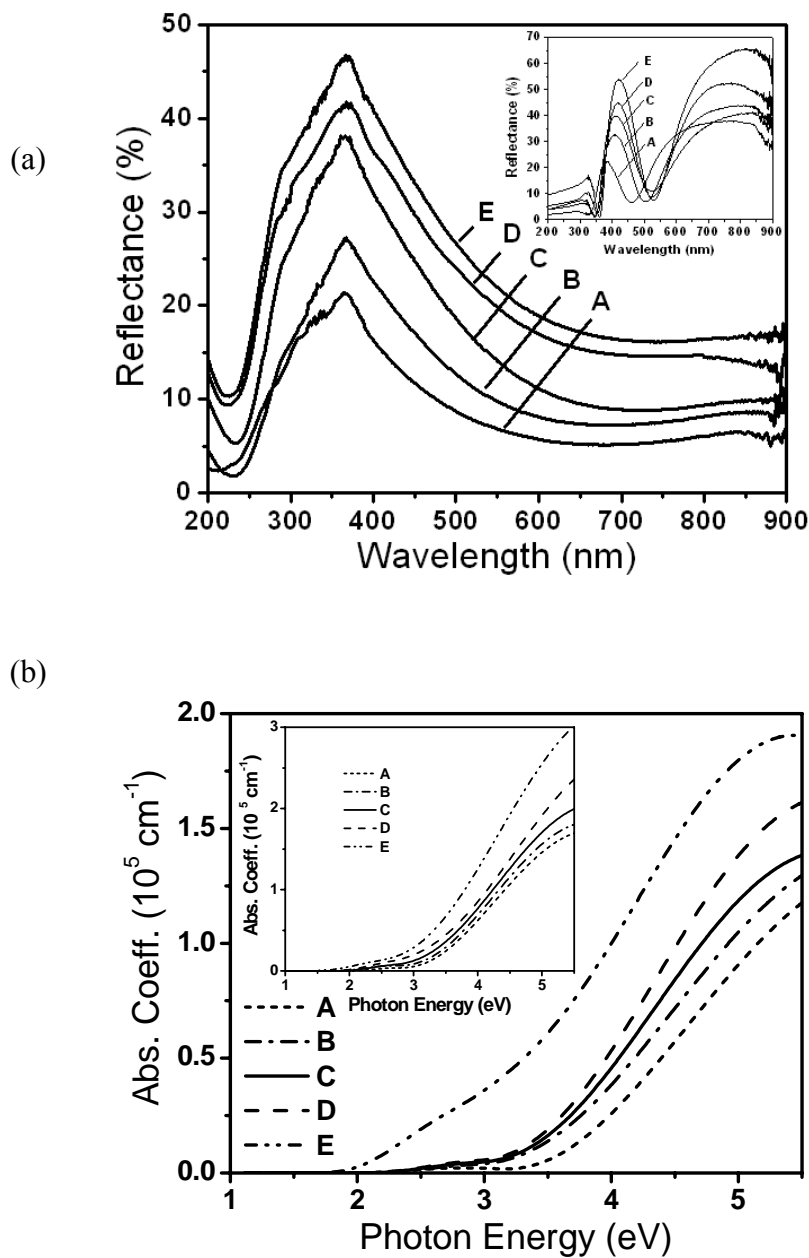 (a)
Reflectance (%)
50
40
30
20
10
0
200 300 400 500 600 700 800 900
Wavelength (nm)
E
D
C
B
A
Reflectance (%)
70
60
50
40
30
20
10
0
200 300 400 500 600 700 800 900
Wavelength (nm)
E
D
C
B
A
(b)
Abs. Coeff. (10⁵ cm⁻¹)
2.0
1.5
1.0
0.5
0.0
1 2 3 4 5
Photon Energy (eV)
A
B
C
D
E
Abs. Coeff. (10⁵ cm⁻¹)
3
2
1
0
1 2 3 4 5
Photon Energy (eV)
A
B
C
D
E